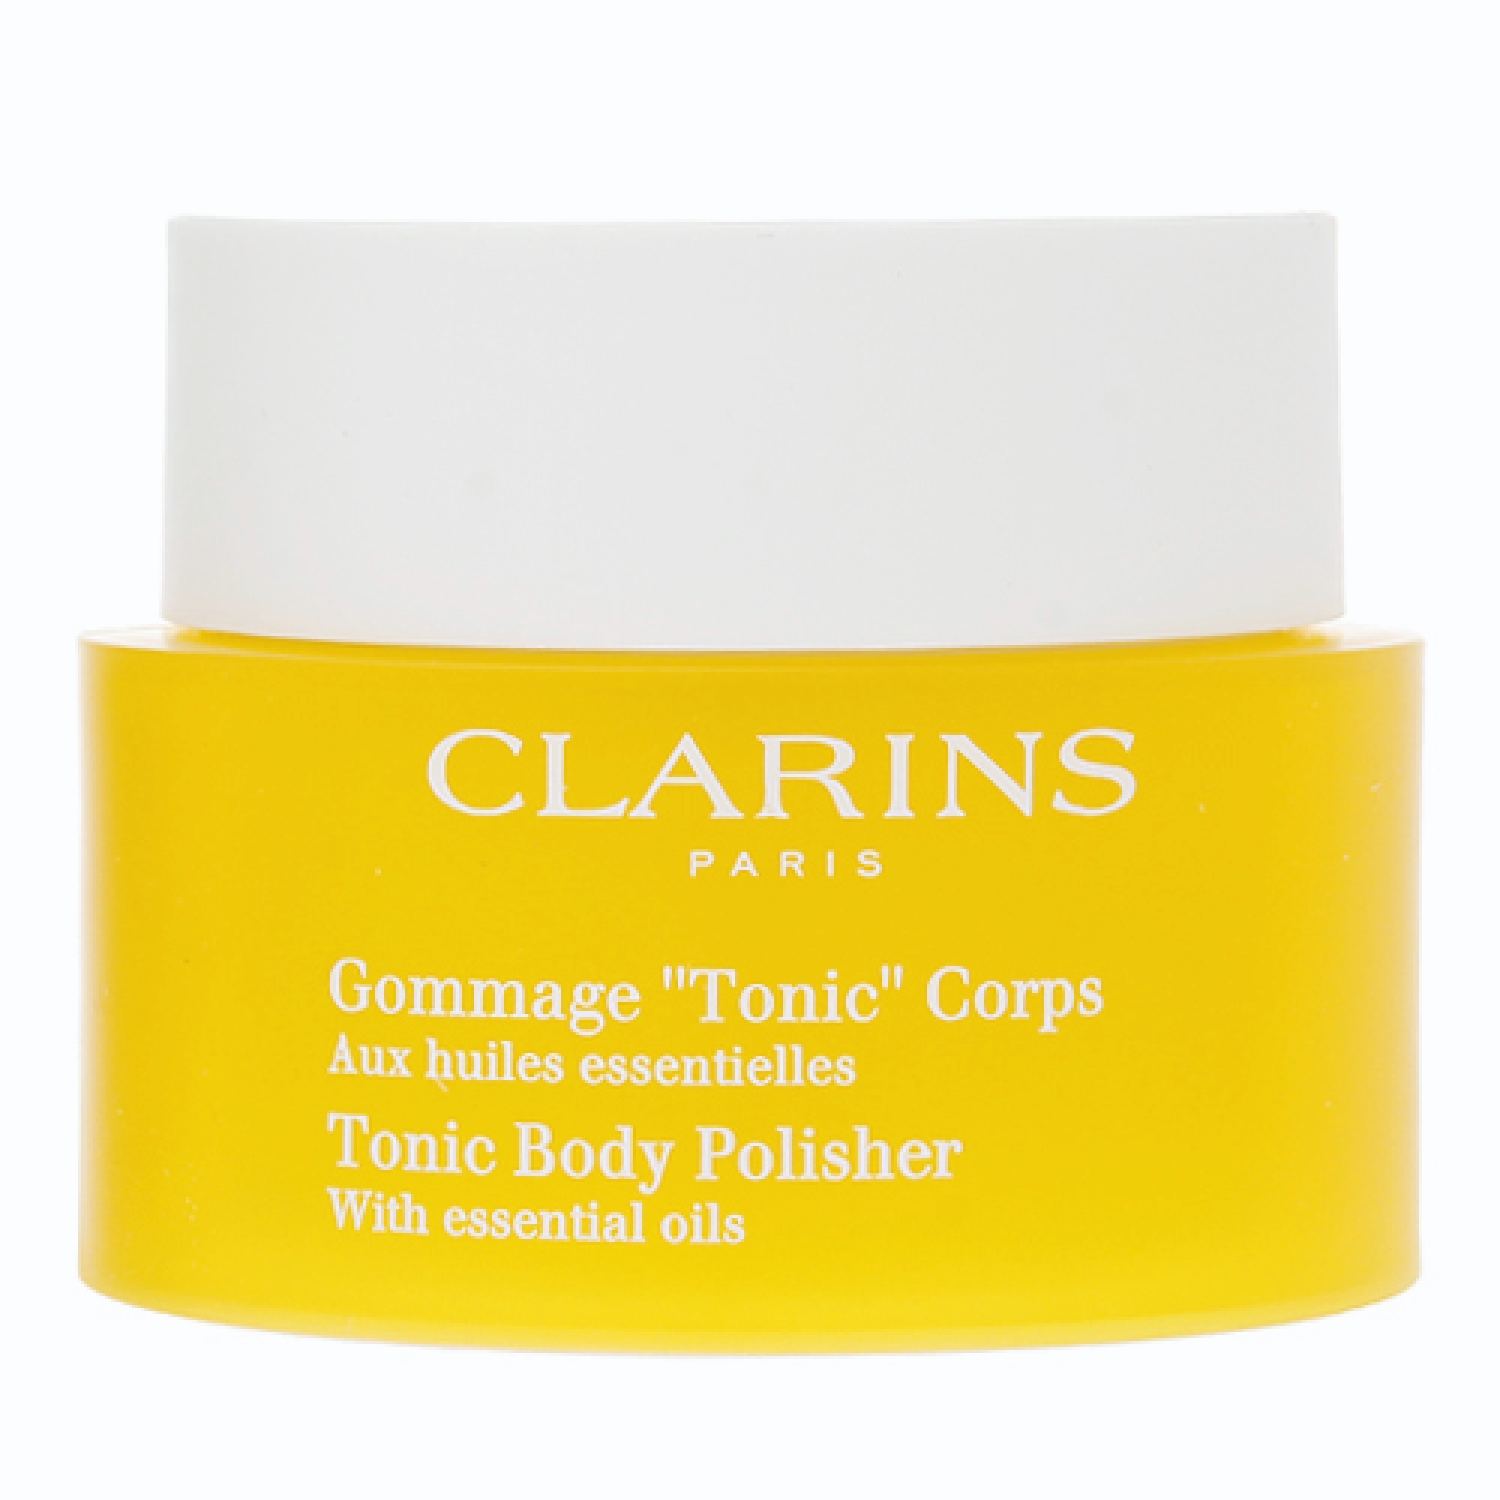 CLARINS
PARIS
Gommage "Tonic" Corps
Aux huiles essentielles
Tonic Body Polisher
With essential oils